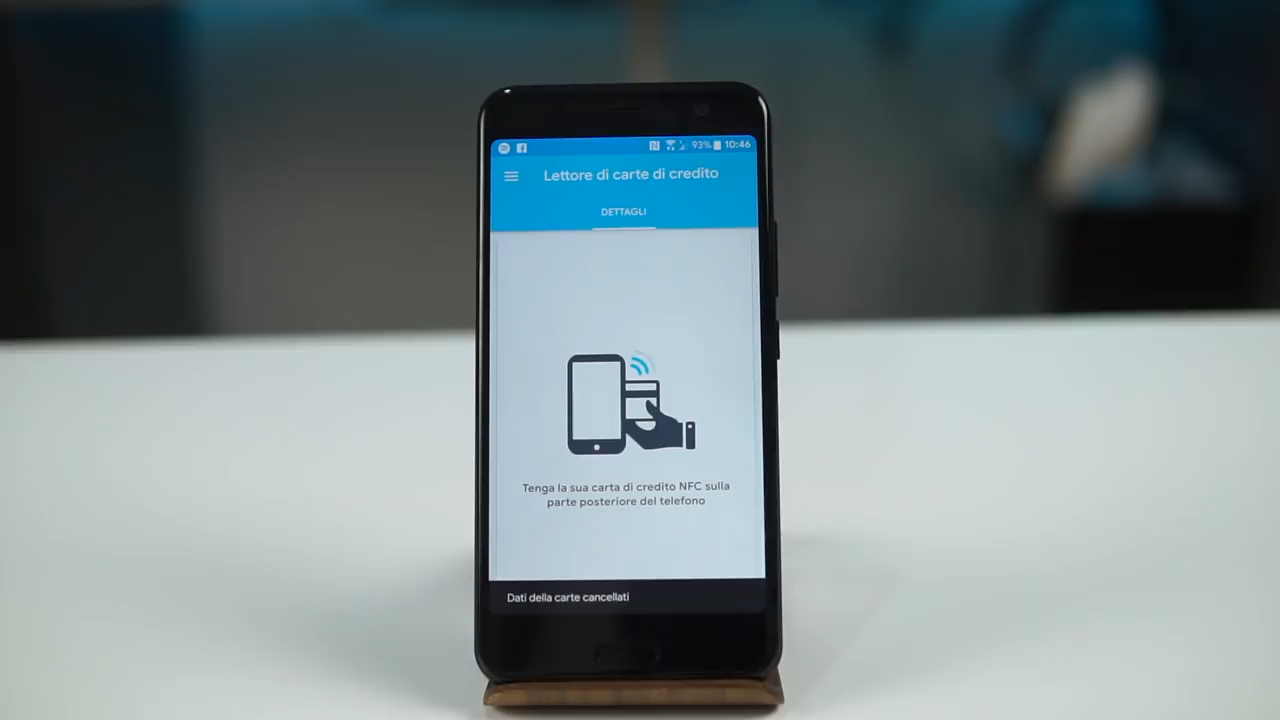 93% 10:46
Lettore di carte di credito
DETTAGLI
Tenga la sua carta di credito NFC sulla
parte posteriore del telefono
Dati della carte cancellati